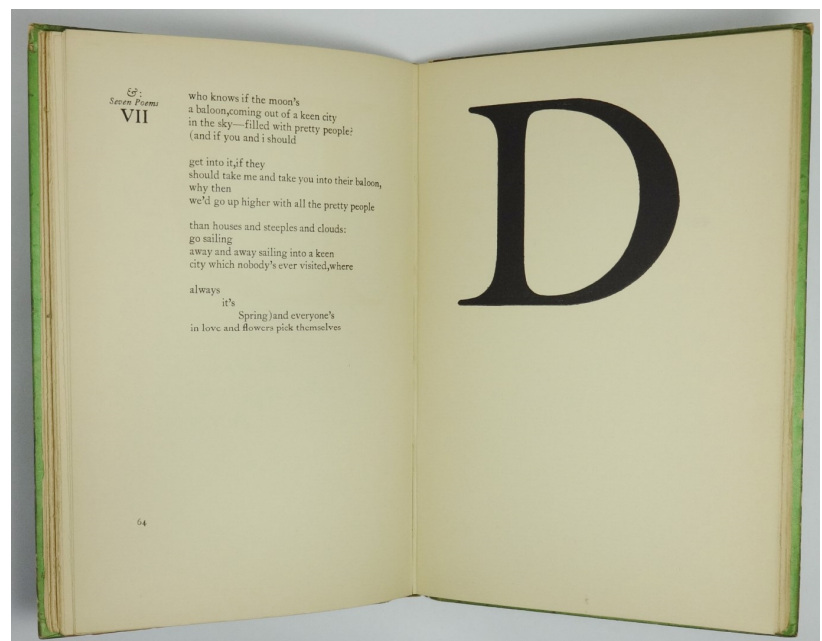 &:
Seven Poems
VII
who knows if the moon's
a baloon,coming out of a keen city
in the sky—filled with pretty people?
(and if you and i should
get into it,if they
should take me and take you into their baloon,
why then
we'd go up higher with all the pretty people
than houses and steeples and clouds:
go sailing
away and away sailing into a keen
city which nobody's ever visited,where
always
it's
Spring)and everyone's
in love and flowers pick themselves
64
D